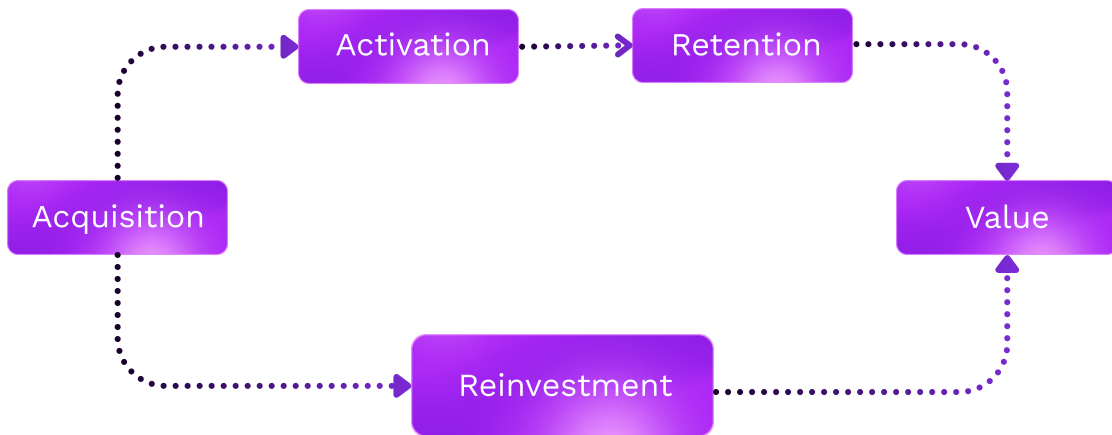 Activation
Retention
Acquisition
Value
Reinvestment